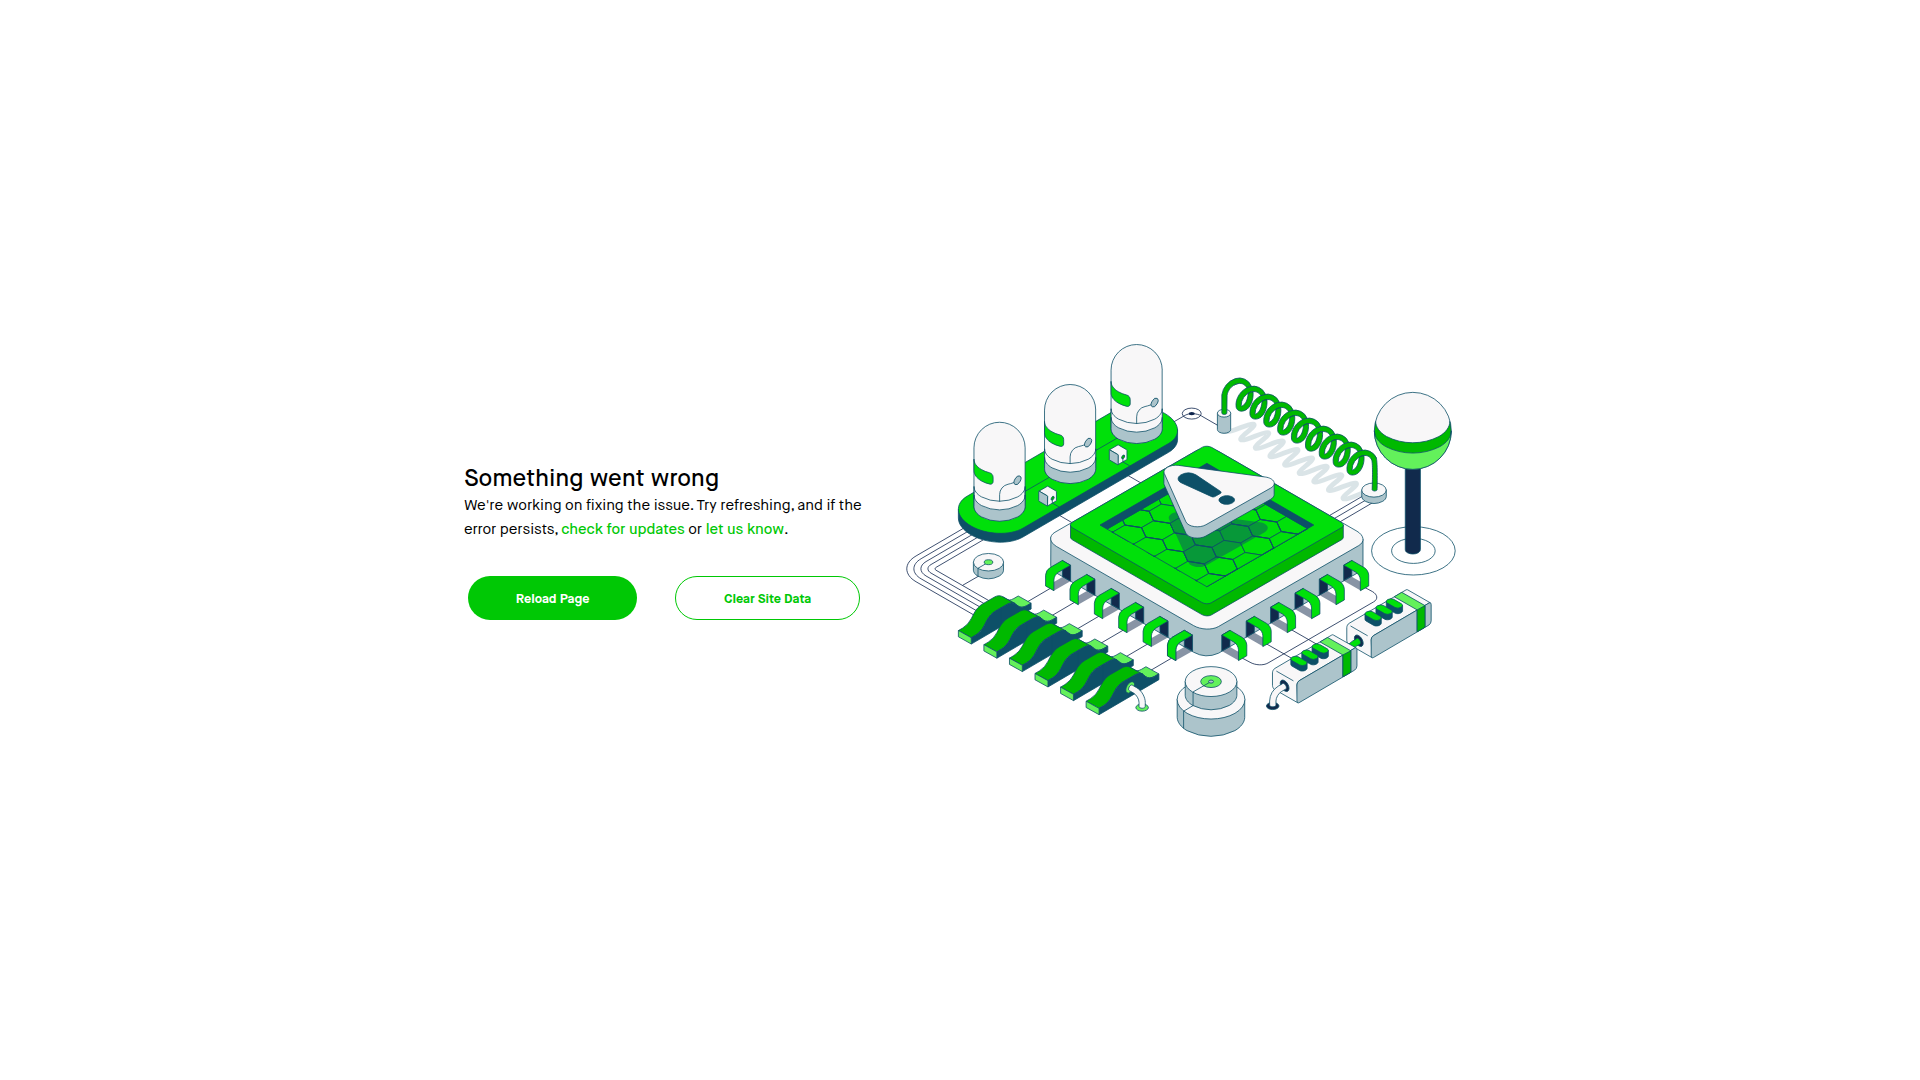 Something went wrong
We're working on fixing the issue. Try refreshing, and if the
error persists, check for updates or let us know.
Reload Page
Clear Site Data